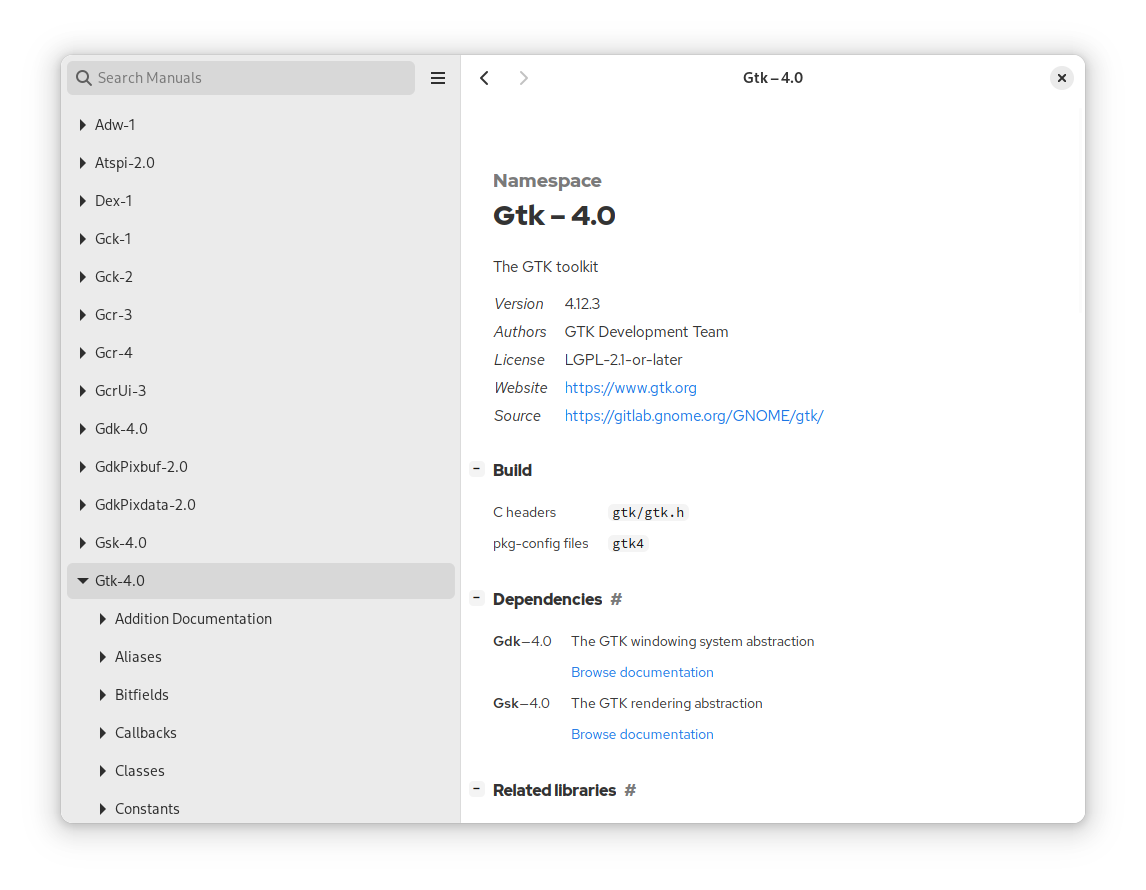 Search Manuals
Adw-1
Atspi-2.0
Dex-1
Gck-1
Gck-2
Gcr-3
Gcr-4
GcrUi-3
Gdk-4.0
GdkPixbuf-2.0
GdkPixdata-2.0
Gsk-4.0
Gtk-4.0
Addition Documentation
Aliases
Bitfields
Callbacks
Classes
Constants
Gtk – 4.0
Namespace
Gtk – 4.0
The GTK toolkit
Version 4.12.3
Authors GTK Development Team
License LGPL-2.1-or-later
Website https://www.gtk.org
Source https://gitlab.gnome.org/GNOME/gtk/
Build
C headers gtk/gtk.h
pkg-config files gtk4
Dependencies #
Gdk—4.0 The GTK windowing system abstraction
Browse documentation
Gsk—4.0 The GTK rendering abstraction
Browse documentation
Related libraries #